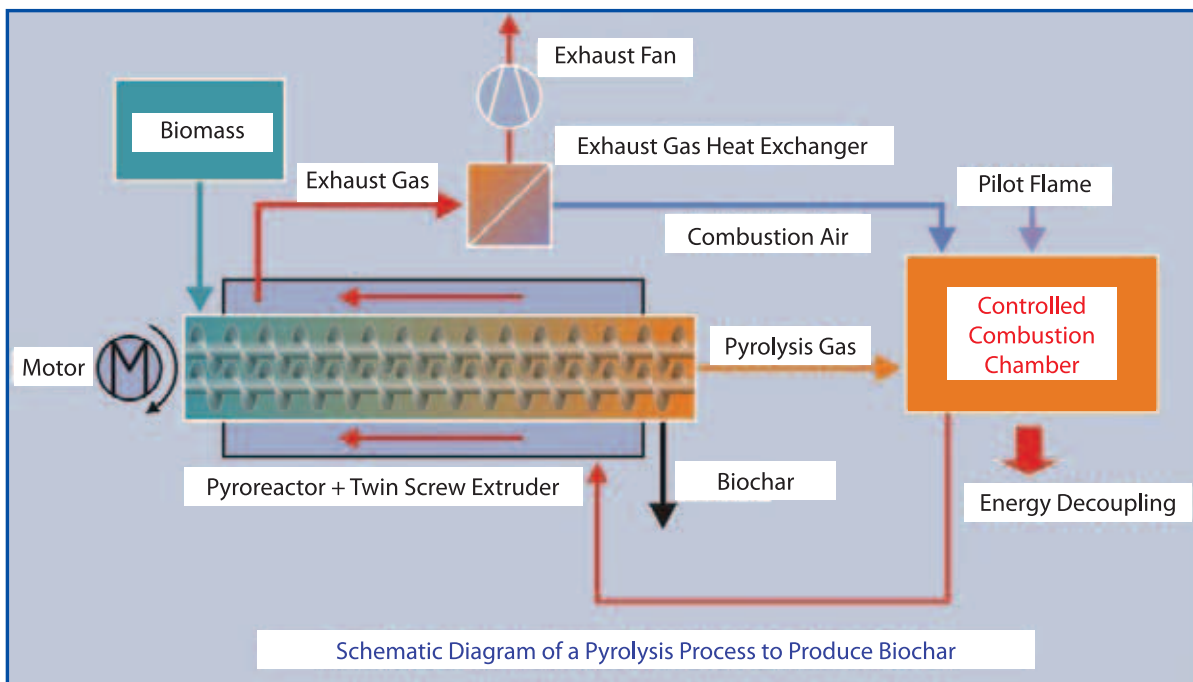 Exhaust Fan
Biomass
Exhaust Gas Heat Exchanger
Exhaust Gas
Pilot Flame
Combustion Air
Controlled
Combustion
Chamber
Pyrolysis Gas
Motor
M
Pyroreactor + Twin Screw Extruder
Biochar
Energy Decoupling
Schematic Diagram of a Pyrolysis Process to Produce Biochar